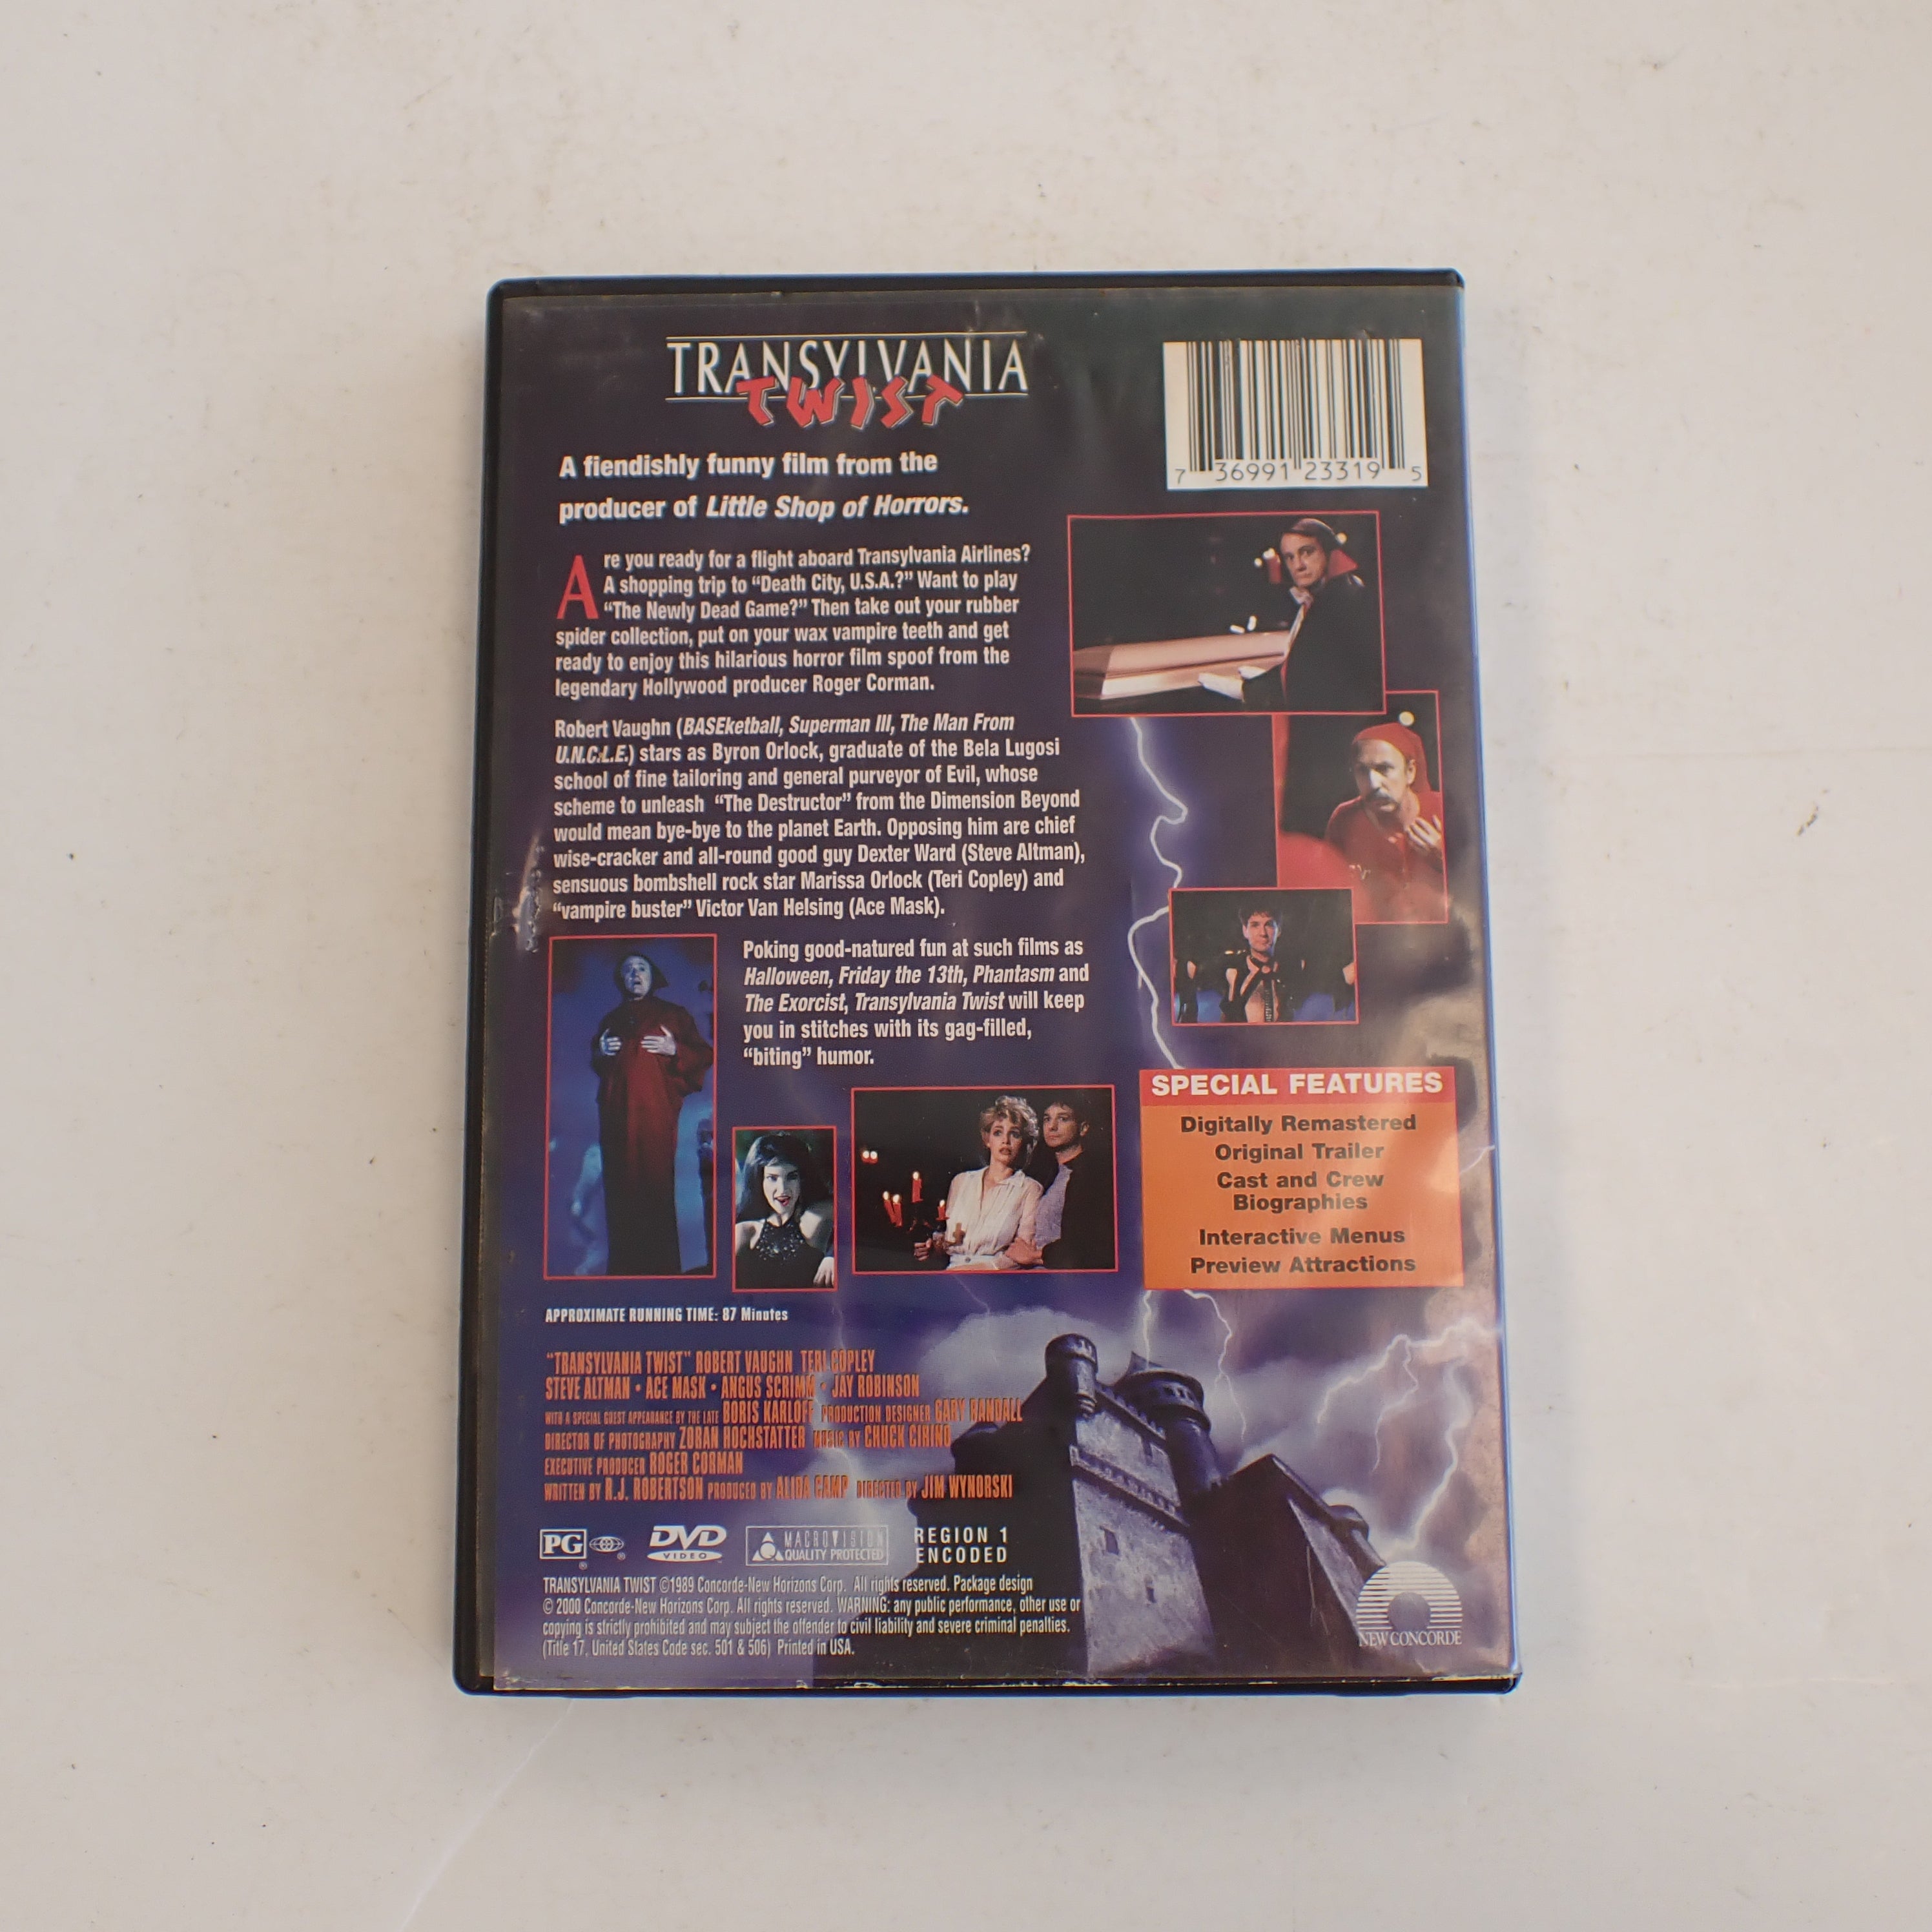 TRANSYLVANIA
TWIST
7 36991 23319 5
A fiendishly funny film from the
producer of Little Shop of Horrors.
Are you ready for a flight aboard Transylvania Airlines?
A shopping trip to “Death City, U.S.A.?” Want to play
“The Newly Dead Game?” Then take out your rubber
spider collection, put on your wax vampire teeth and get
ready to enjoy this hilarious horror film spoof from the
legendary Hollywood producer Roger Corman.
Robert Vaughn (BASEketball, Superman III, The Man From
U.N.C.L.E.) stars as Byron Orlock, graduate of the Bela Lugosi
school of fine tailoring and general purveyor of Evil, whose
scheme to unleash “The Destructor” from the Dimension Beyond
would mean bye-bye to the planet Earth. Opposing him are chief
wise-cracker and all-round good guy Dexter Ward (Steve Altman),
sensuous bombshell rock star Marissa Orlock (Teri Copley) and
“vampire buster” Victor Van Helsing (Ace Mask).
Poking good-natured fun at such films as
Halloween, Friday the 13th, Phantasm and
The Exorcist, Transylvania Twist will keep
you in stitches with its gag-filled,
“biting” humor.
SPECIAL FEATURES
Digitally Remastered
Original Trailer
Cast and Crew
Biographies
Interactive Menus
Preview Attractions
APPROXIMATE RUNNING TIME: 87 Minutes
“TRANSYLVANIA TWIST” ROBERT VAUGHN TERI COPLEY
STEVE ALTMAN • ACE MASK • ANGUS SCRIMM • JAY ROBINSON
WITH A SPECIAL GUEST APPEARANCE BY THE LATE BORIS KARLOFF PRODUCTION DESIGNER GARY RANDALL
DIRECTOR OF PHOTOGRAPHY ZORAN HOCHSTATTER MUSIC BY CHUCK CIRINO
EXECUTIVE PRODUCER ROGER CORMAN
WRITTEN BY R.J. ROBERTSON PRODUCED BY ALIDA CAMP DIRECTED BY JIM WYNORSKI
PG ® ® DVD VIDEO MACROVISION QUALITY PROTECTED REGION 1 ENCODED
TRANSYLVANIA TWIST ©1989 Concorde-New Horizons Corp. All rights reserved. Package design
© 2000 Concorde-New Horizons Corp. All rights reserved. WARNING: any public performance, other use or
copying is strictly prohibited and may subject the offender to civil liability and severe criminal penalties.
(Title 17, United States Code sec. 501 & 506) Printed in USA.
NEW CONCORDE